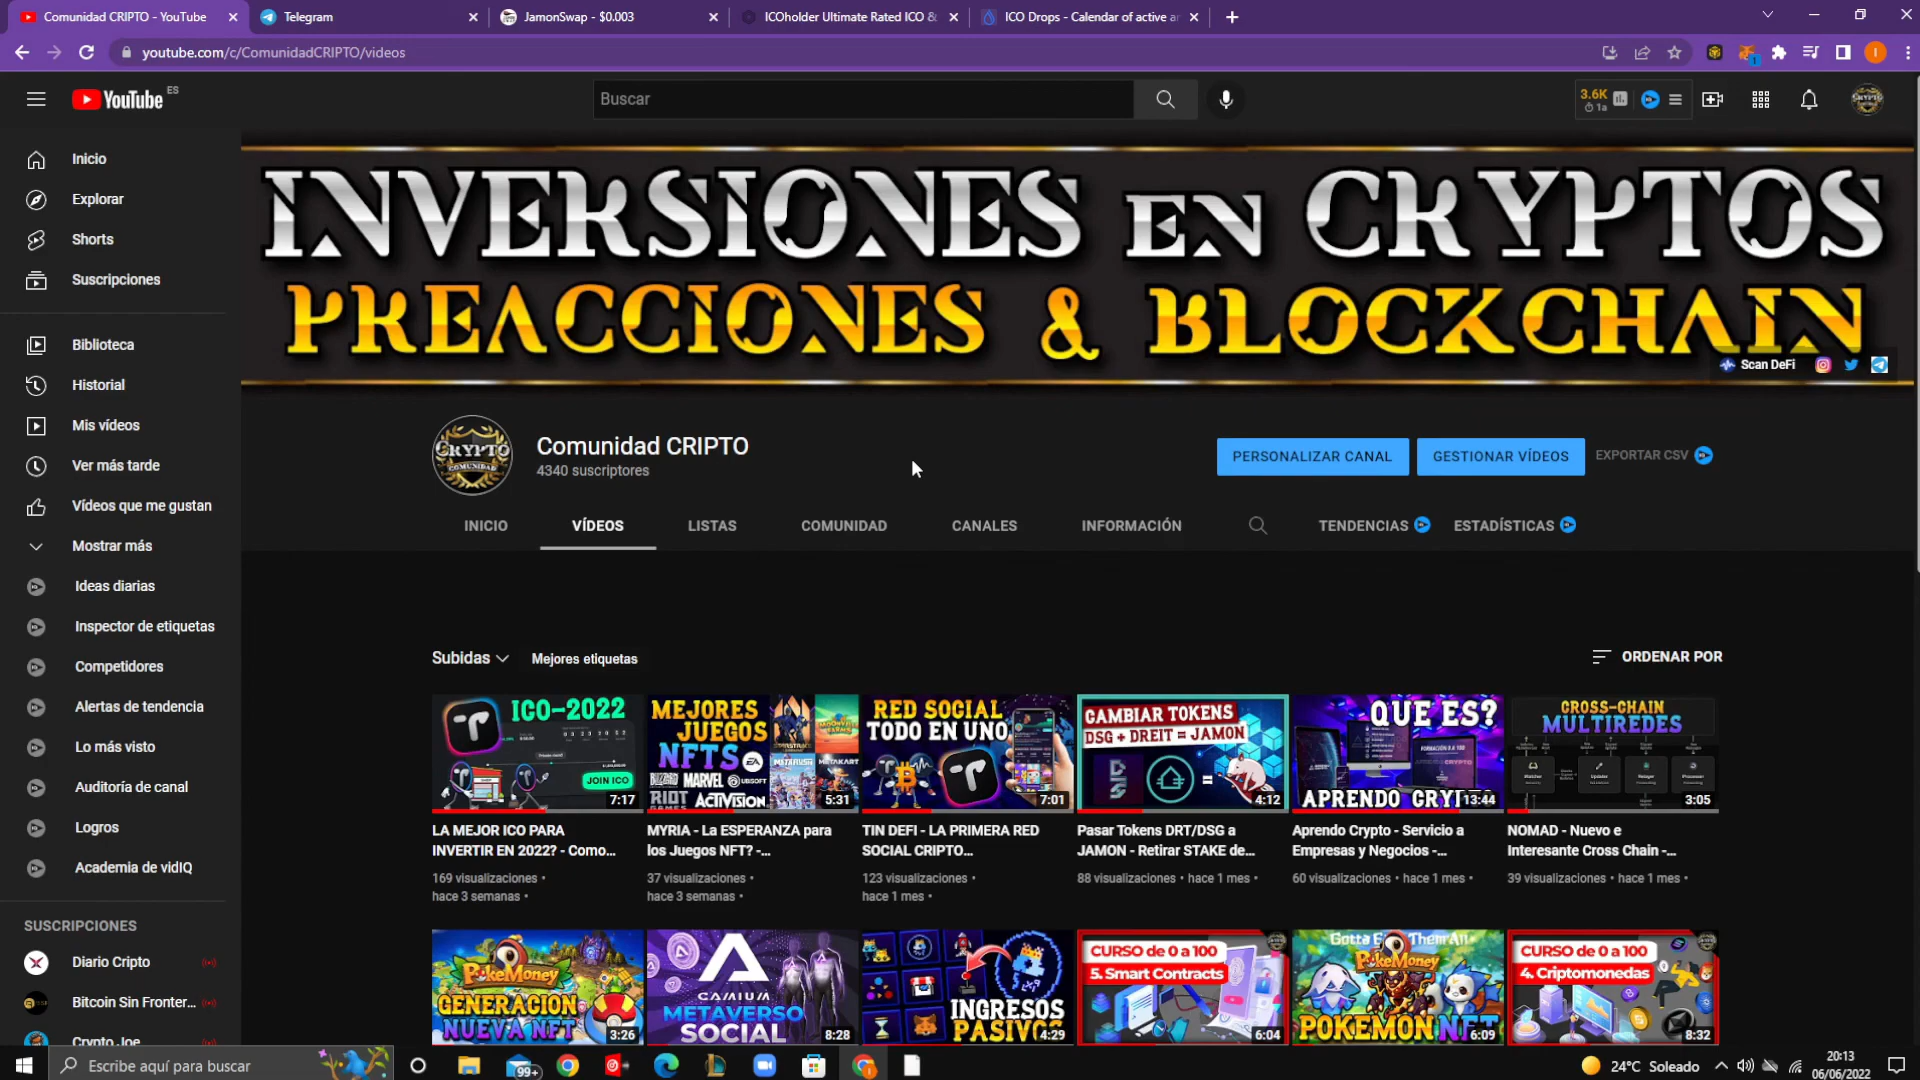 Comunidad CRIPTO - YouTube
Telegram
JamonSwap - $0.003
ICOholder Ultimate Rated ICO &
ICO Drops - Calendar of active a
youtube.com/c/ComunidadCRIPTO/videos
YouTube ES
Buscar
3.6K
1a
Inicio
Explorar
Shorts
Suscripciones
Biblioteca
Historial
Mis vídeos
Ver más tarde
Vídeos que me gustan
Mostrar más
Ideas diarias
Inspector de etiquetas
Competidores
Alertas de tendencia
Lo más visto
Auditoría de canal
Logros
Academia de vidIQ
SUSCRIPCIONES
Diario Cripto
Bitcoin Sin Fronter...
Crypto Joe
INVERSIONES EN CRYPTOS
PREACCIONES & BLOCKCHAIN
Scan DeFi
CRYPTO
COMUNIDAD
Comunidad CRIPTO
4340 suscriptores
PERSONALIZAR CANAL
GESTIONAR VÍDEOS
EXPORTAR CSV
INICIO
VÍDEOS
LISTAS
COMUNIDAD
CANALES
INFORMACIÓN
TENDENCIAS
ESTADÍSTICAS
Subidas
Mejores etiquetas
ORDENAR POR
ICO-2022
JOIN ICO
7:17
LA MEJOR ICO PARA
INVERTIR EN 2022? - Como...
169 visualizaciones •
hace 3 semanas •
MEJORES
JUEGOS
NFTS
BLIZZARD MARVEL UBISOFT
RIOT ACTIVISION
5:31
MYRIA - La ESPERANZA para
los Juegos NFT? -...
37 visualizaciones •
hace 3 semanas •
RED SOCIAL
TODO EN UNO
7:01
TIN DEFI - LA PRIMERA RED
SOCIAL CRIPTO...
123 visualizaciones •
hace 1 mes •
CAMBIAR TOKENS
DSG + DREIT = JAMON
4:12
Pasar Tokens DRT/DSG a
JAMON - Retirar STAKE de...
88 visualizaciones • hace 1 mes •
QUE ES?
APRENDO CRYPTO
13:44
Aprendo Crypto - Servicio a
Empresas y Negocios -...
60 visualizaciones • hace 1 mes •
CROSS-CHAIN
MULTIREDES
3:05
NOMAD - Nuevo e
Interesante Cross Chain -...
39 visualizaciones • hace 1 mes •
PokeMoney
GENERACION
NUEVA NFT
3:26
CAMIUM
METAVERSO
SOCIAL
8:28
INGRESOS
PASIVOS
4:29
CURSO de 0 a 100
5. Smart Contracts
6:04
Gotta E Them All
PokeMoney
POKEMON NFT
6:09
CURSO de 0 a 100
4. Criptomonedas
8:32
Escribe aquí para buscar
99+
24°C Soleado
20:13
06/06/2022